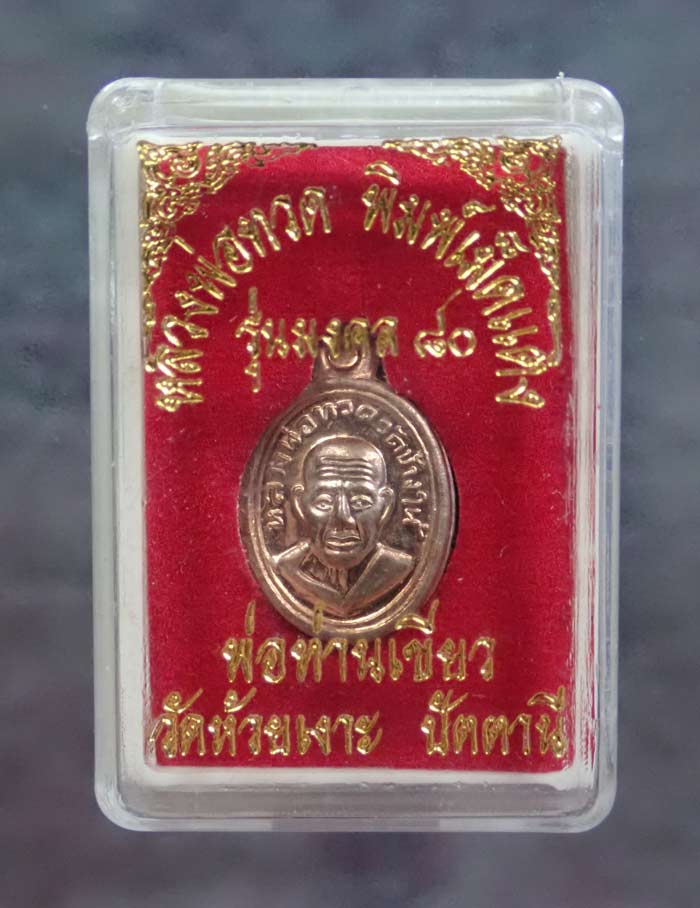 หลวงพ่อทวด พิมพ์เม็ดแตง
รุ่นมงคล ๘๐
หลวงพ่อทวดวัดช้างให้
พ่อท่านเขียว
วัดห้วยเงาะ ปัตตานี